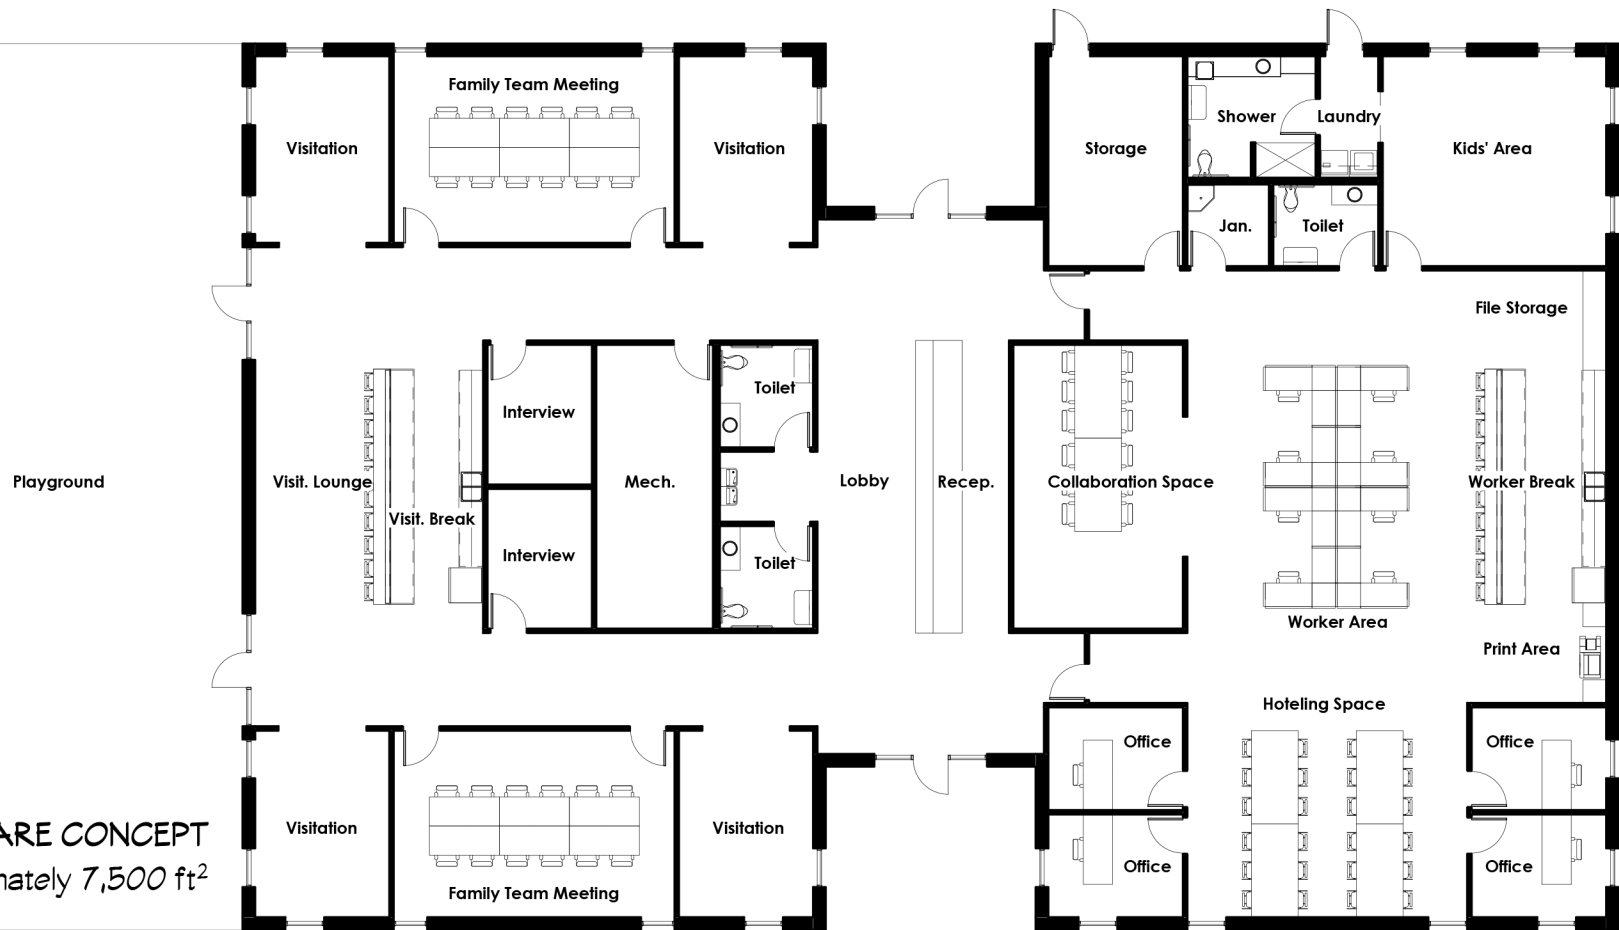 Family Team Meeting
Visitation
Visitation
Storage
Shower
Laundry
Kids' Area
Jan.
Toilet
File Storage
Toilet
Interview
Playground
Visit. Lounge
Visit. Break
Mech.
Lobby
Recep.
Collaboration Space
Worker Break
Interview
Toilet
Worker Area
Print Area
Hoteling Space
Office
Office
Visitation
Visitation
Office
Office
Family Team Meeting
CONCEPT
7,500 ft²